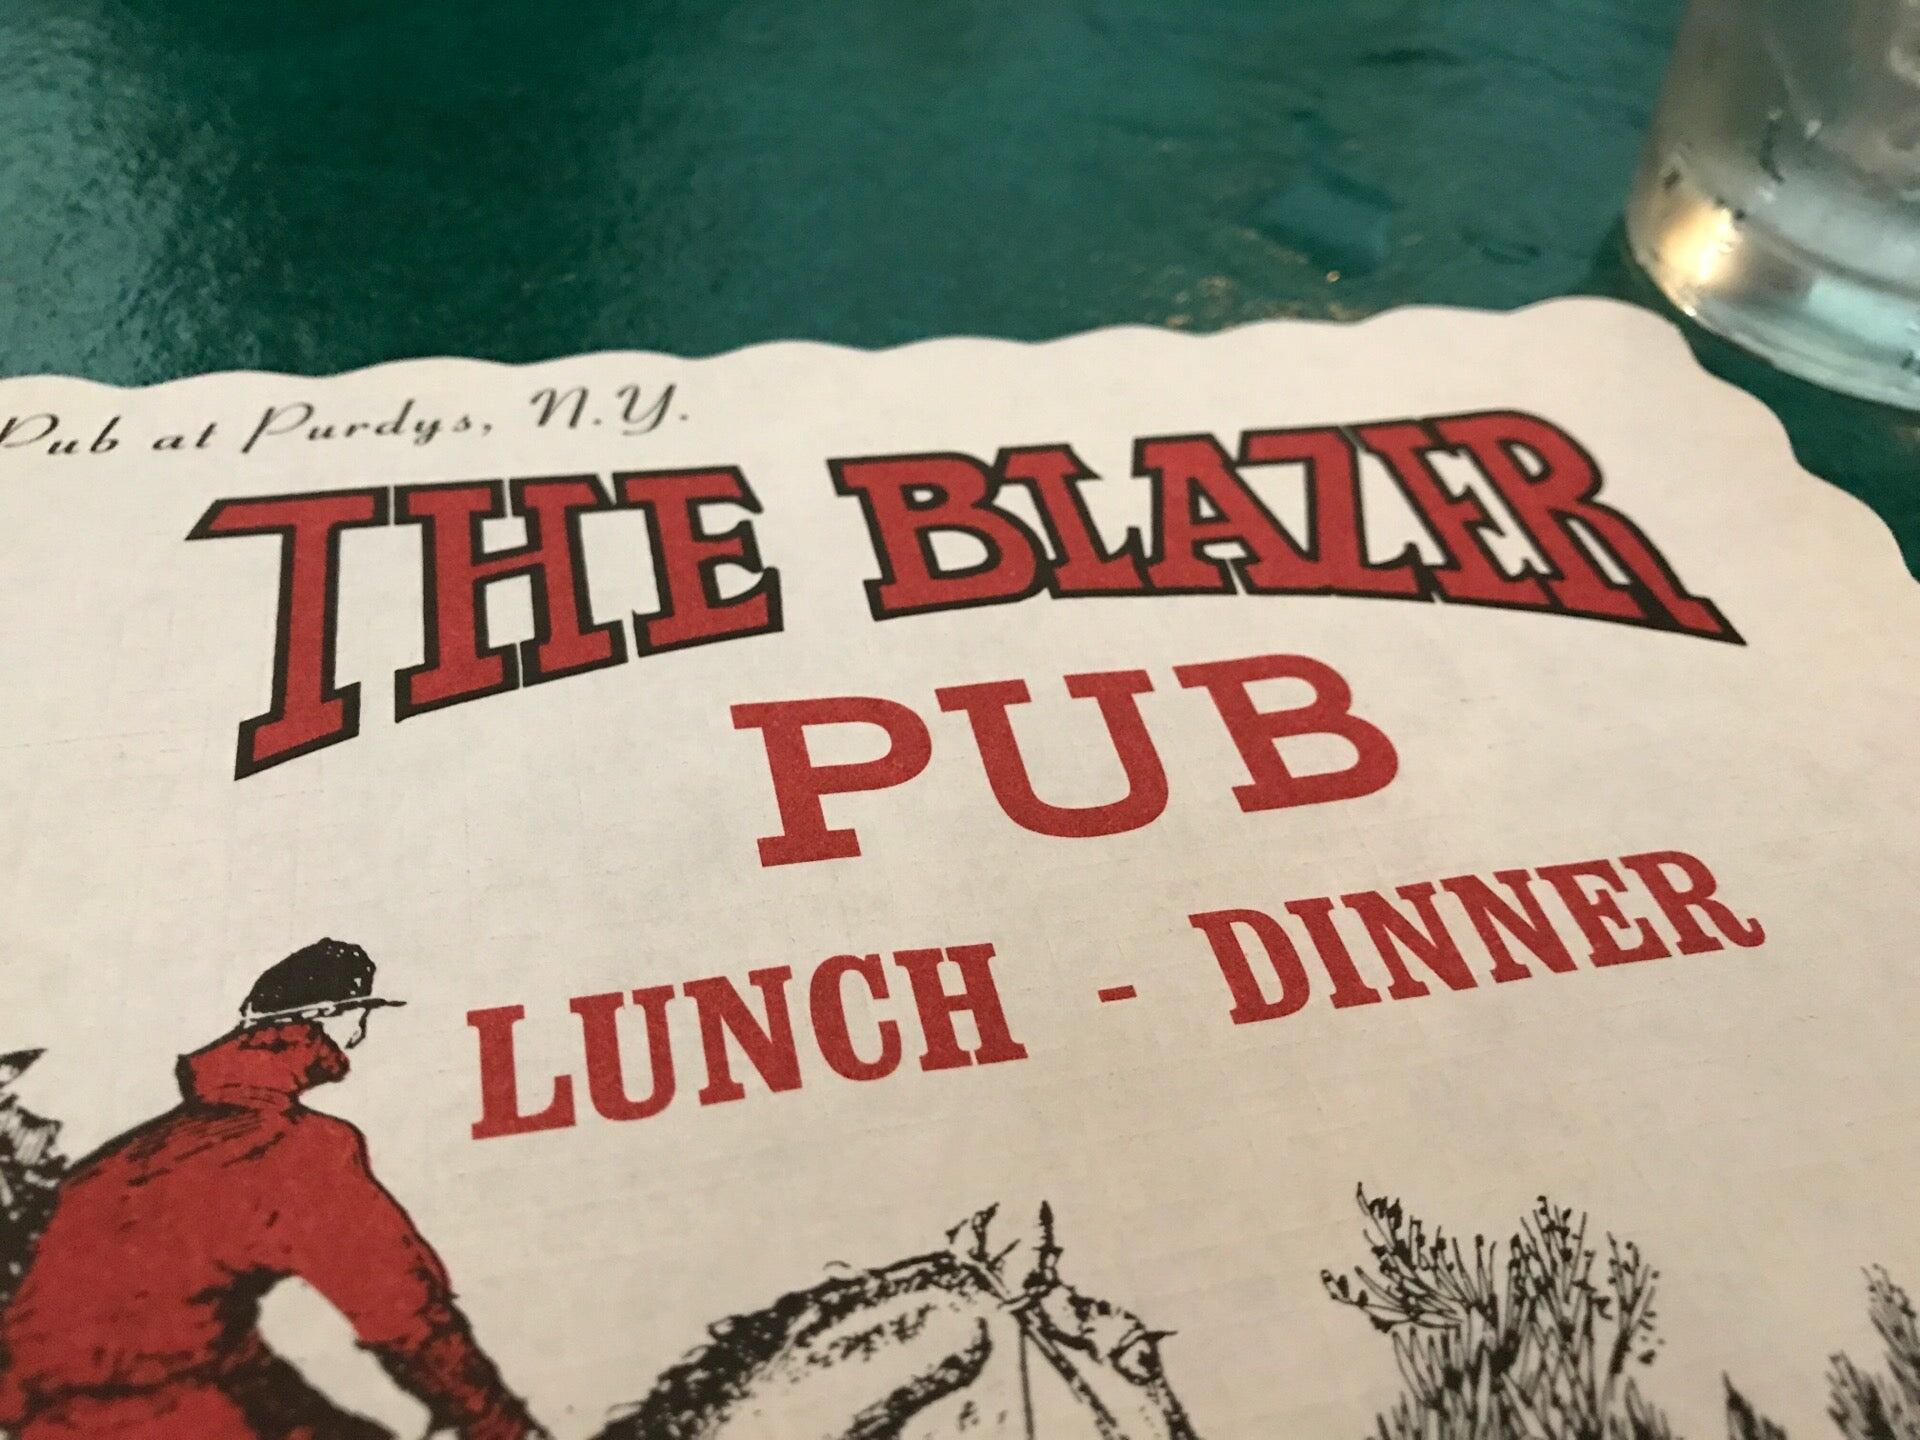 Pub at Purdys, N.Y.
THE BLAZER
PUB
LUNCH - DINNER